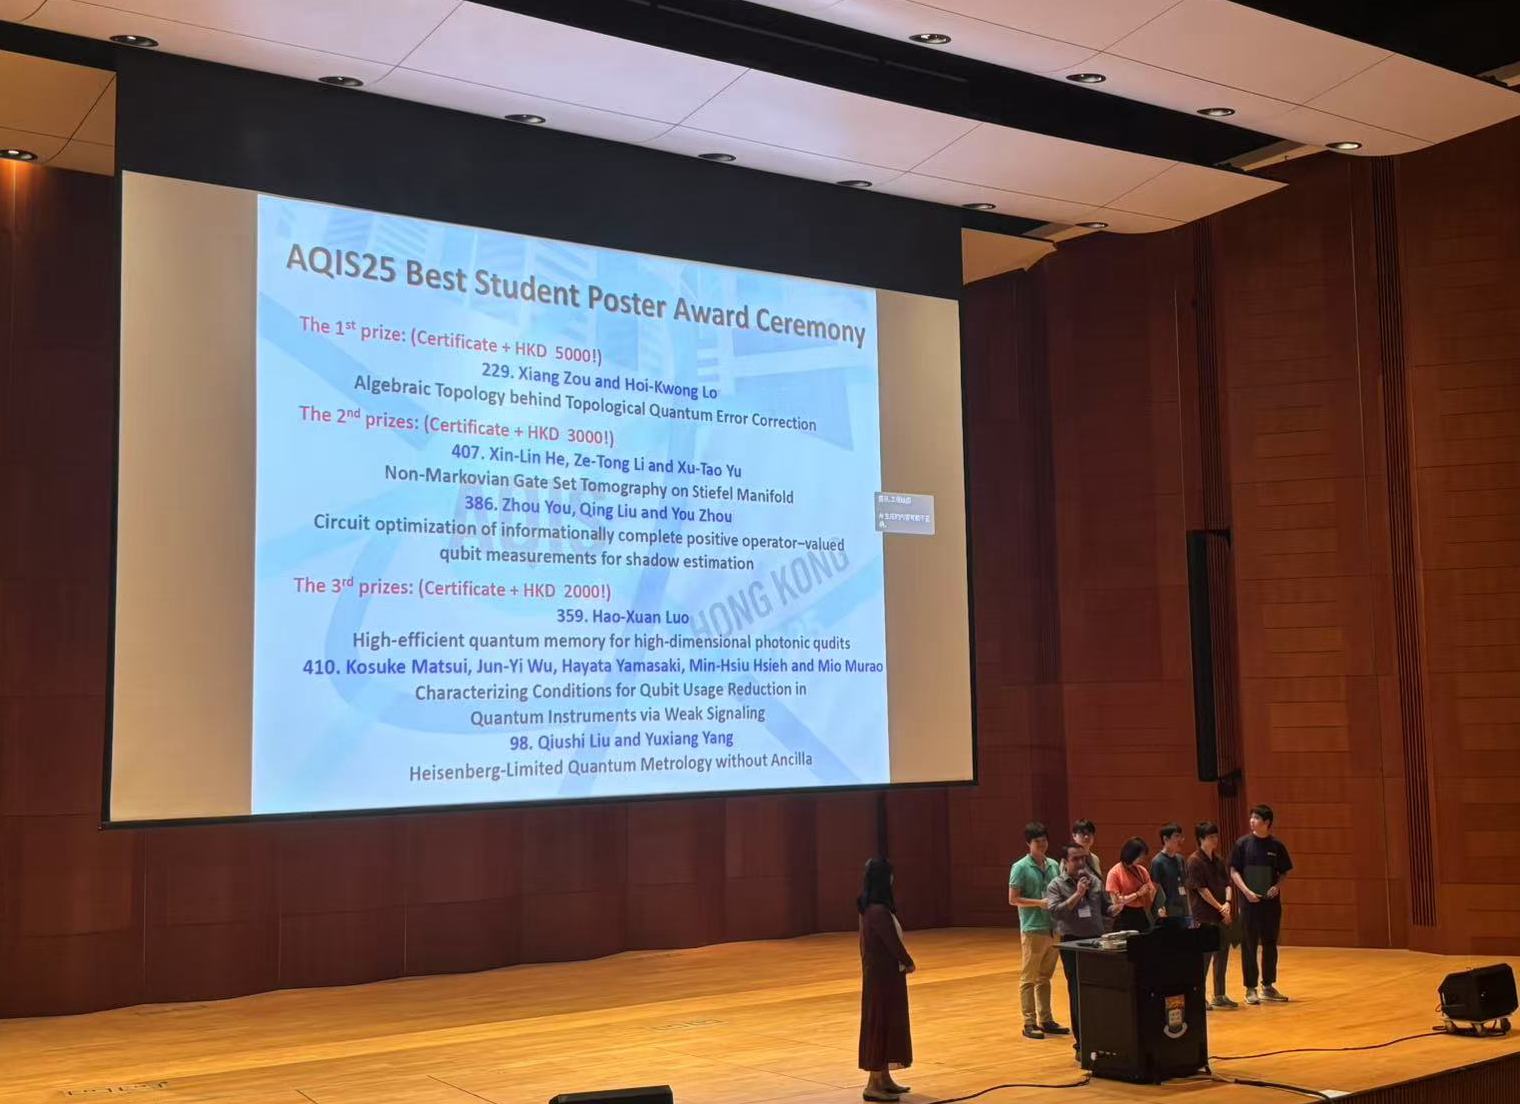 AQIS25 Best Student Poster Award Ceremony
The 1st prize: (Certificate + HKD 5000!)
229. Xiang Zou and Hoi-Kwong Lo
Algebraic Topology behind Topological Quantum Error Correction
The 2nd prizes: (Certificate + HKD 3000!)
407. Xin-Lin He, Ze-Tong Li and Xu-Tao Yu
Non-Markovian Gate Set Tomography on Stiefel Manifold
386. Zhou You, Qing Liu and You Zhou
Circuit optimization of informationally complete positive operator–valued
qubit measurements for shadow estimation
The 3rd prizes: (Certificate + HKD 2000!)
359. Hao-Xuan Luo
High-efficient quantum memory for high-dimensional photonic qudits
410. Kosuke Matsui, Jun-Yi Wu, Hayata Yamasaki, Min-Hsiu Hsieh and Mio Murao
Characterizing Conditions for Qubit Usage Reduction in
Quantum Instruments via Weak Signaling
98. Qiushi Liu and Yuxiang Yang
Heisenberg-Limited Quantum Metrology without Ancilla
AQIS
HONG KONG